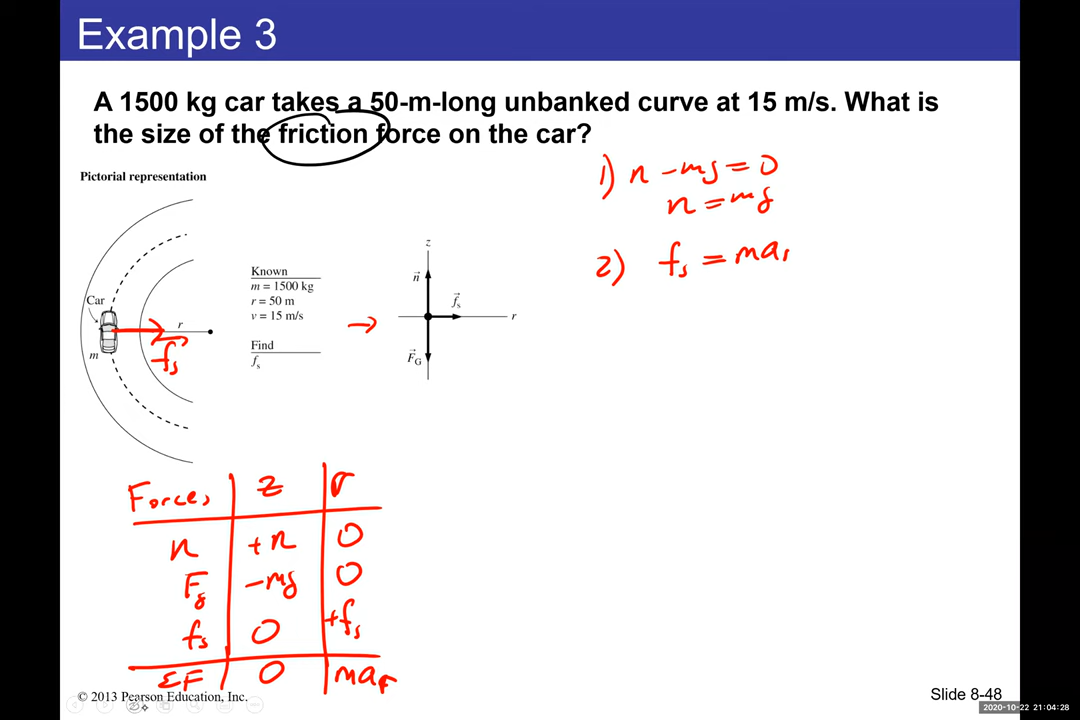 Example 3
A 1500 kg car takes a 50-m-long unbanked curve at 15 m/s. What is
the size of the friction force on the car?
Pictorial representation
Car
m
r
fs
Known
m = 1500 kg
r = 50 m
v = 15 m/s
Find
fs
→
z
n
fs
r
FG
1) n - mg = 0
n = mg
2) fs = mar
Forces z r
n +n 0
Fg -mg 0
fs 0 +fs
ΣF 0 mar
© 2013 Pearson Education, Inc.
Slide 8-48
2020-10-22 21:04:28